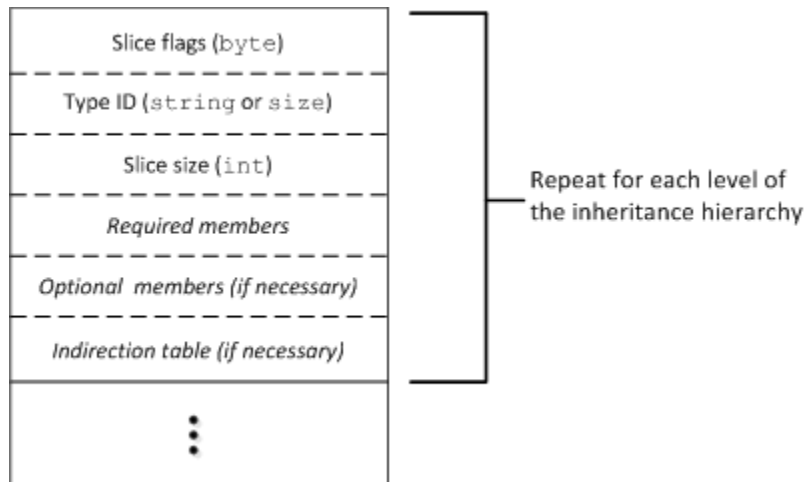 Slice flags (byte)
Type ID (string or size)
Slice size (int)
Required members
Optional members (if necessary)
Indirection table (if necessary)
Repeat for each level of
the inheritance hierarchy